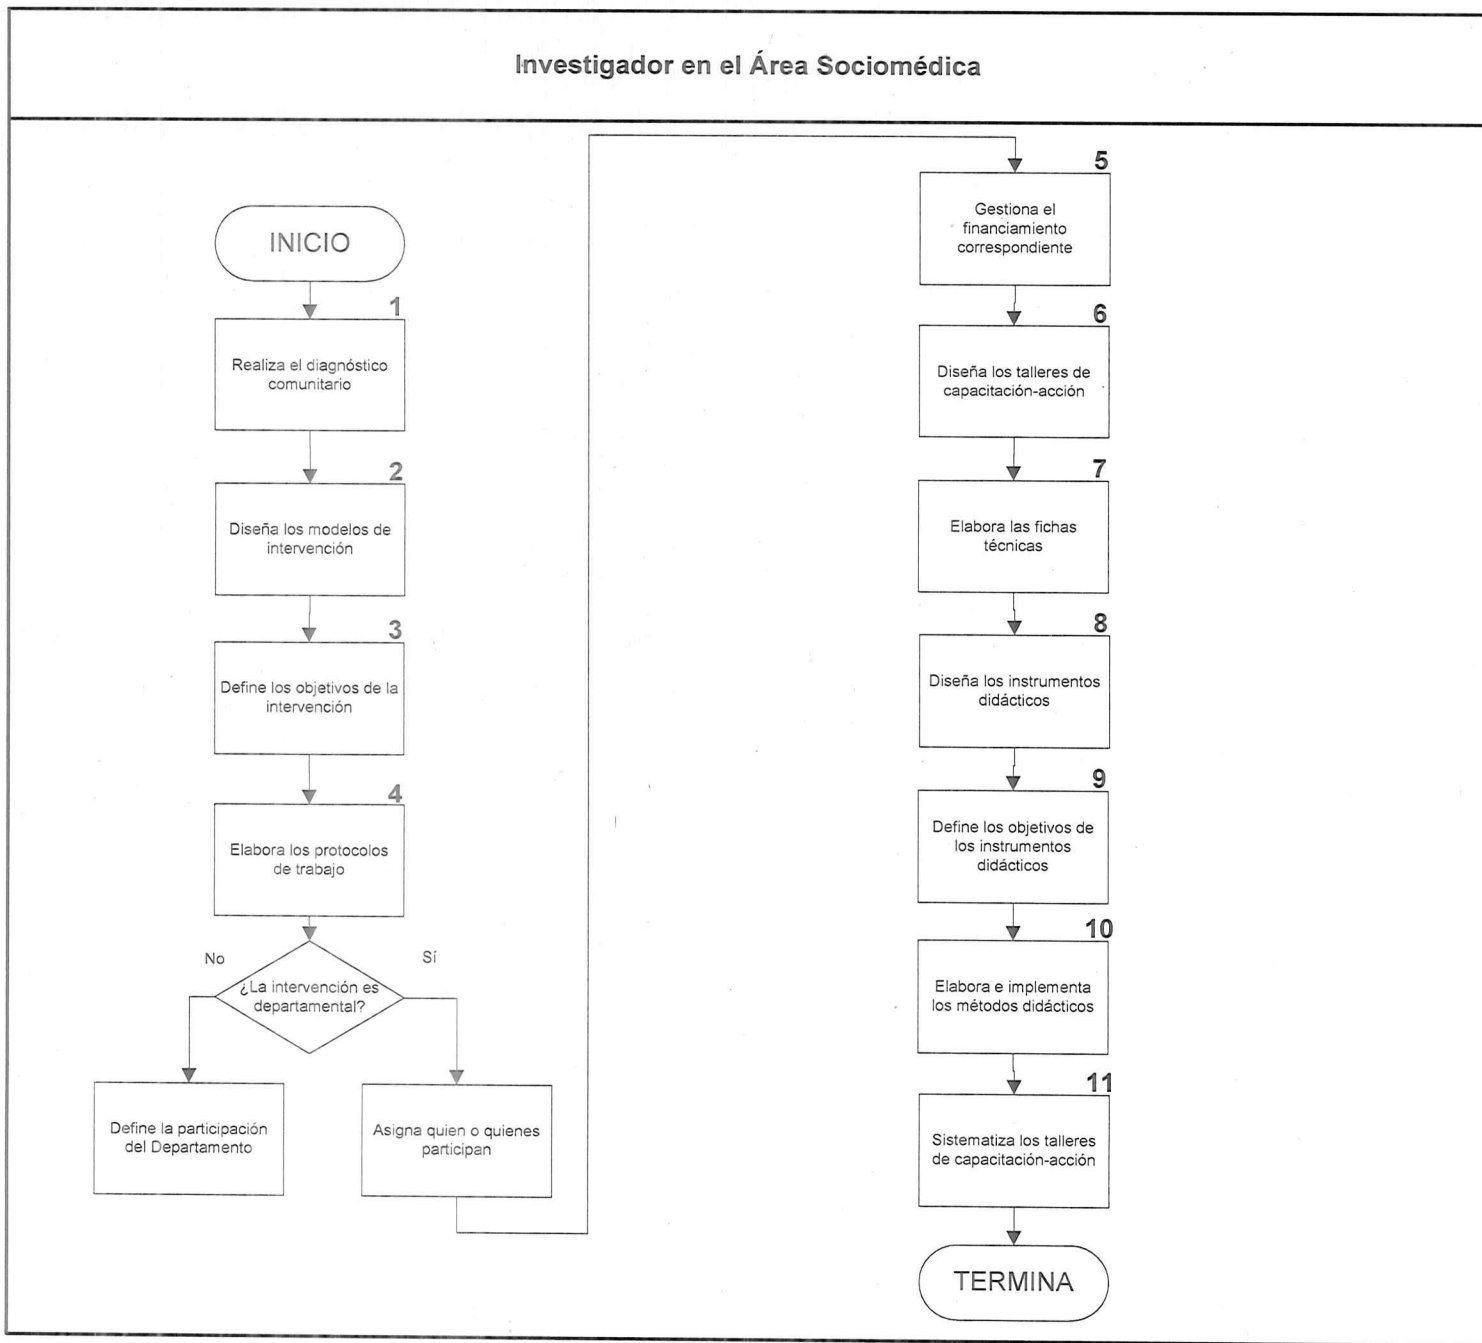 Investigador en el Área Sociomédica
INICIO
1
Realiza el diagnóstico
comunitario
2
Diseña los modelos de
intervención
3
Define los objetivos de la
intervención
4
Elabora los protocolos
de trabajo
No
Sí
¿La intervención es
departamental?
Define la participación
del Departamento
Asigna quien o quienes
participan
5
Gestiona el
financiamiento
correspondiente
6
Diseña los talleres de
capacitación-acción
7
Elabora las fichas
técnicas
8
Diseña los instrumentos
didácticos
9
Define los objetivos de
los instrumentos
didácticos
10
Elabora e implementa
los métodos didácticos
11
Sistematiza los talleres
de capacitación-acción
TERMINA